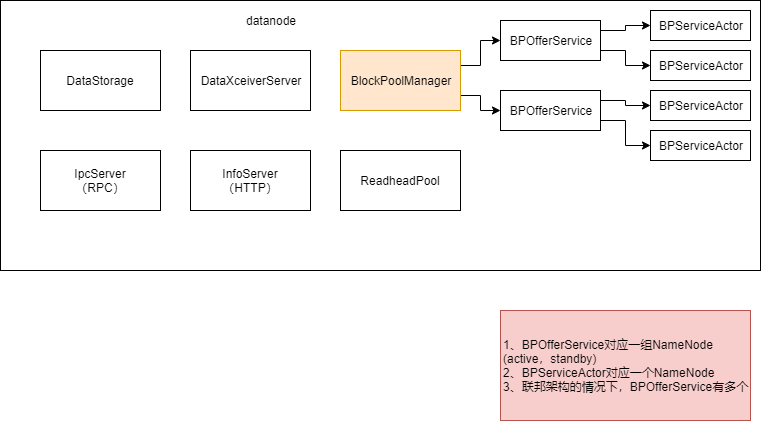 datanode
DataStorage
DataXceiverServer
BlockPoolManager
BPOfferService
BPServiceActor
BPServiceActor
BPOfferService
BPServiceActor
BPServiceActor
IpcServer
（RPC）
InfoServer
（HTTP）
ReadheadPool
1、BPOfferService对应一组NameNode
(active，standby)
2、BPServiceActor对应一个NameNode
3、联邦架构的情况下，BPOfferService有多个